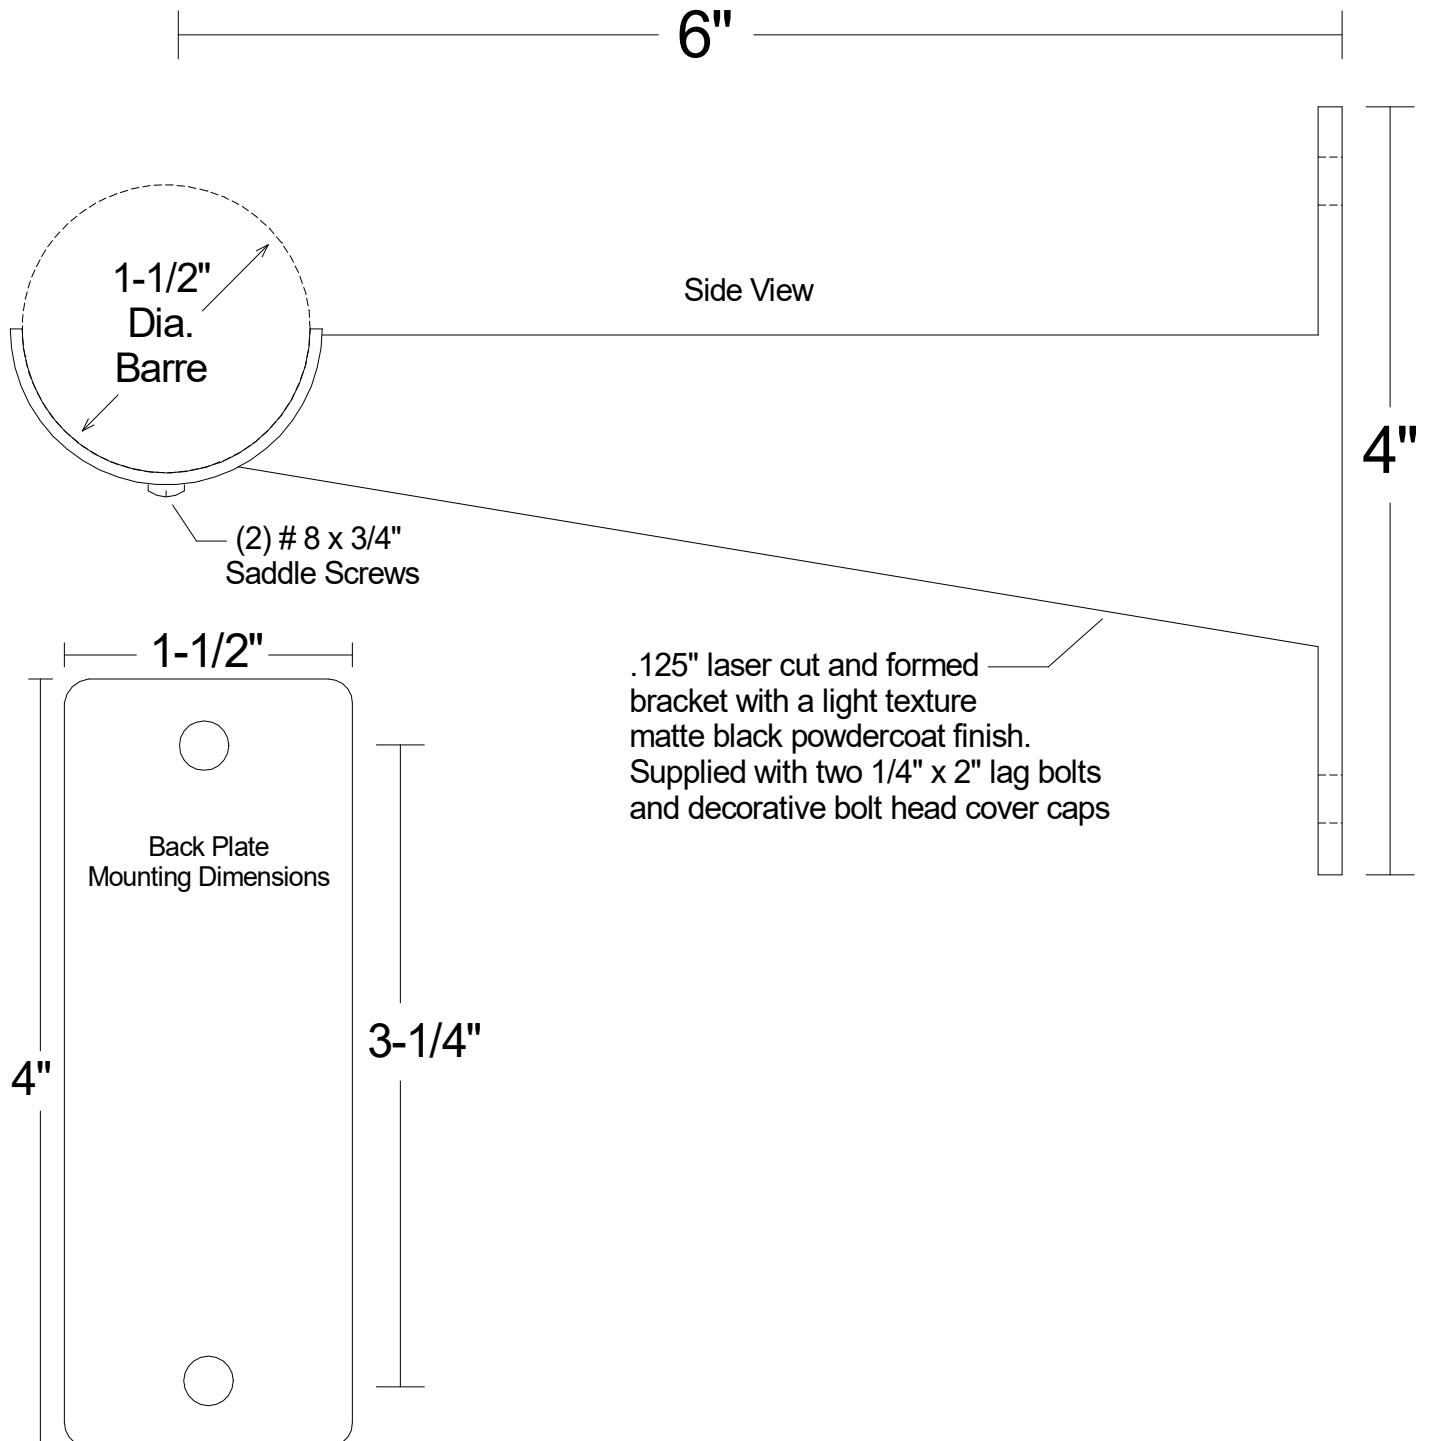 6"
1-1/2"
Dia.
Barre
Side View
4"
(2) # 8 x 3/4"
Saddle Screws
1-1/2"
.125" laser cut and formed
bracket with a light texture
matte black powdercoat finish.
Supplied with two 1/4" x 2" lag bolts
and decorative bolt head cover caps
Back Plate
Mounting Dimensions
3-1/4"
4"